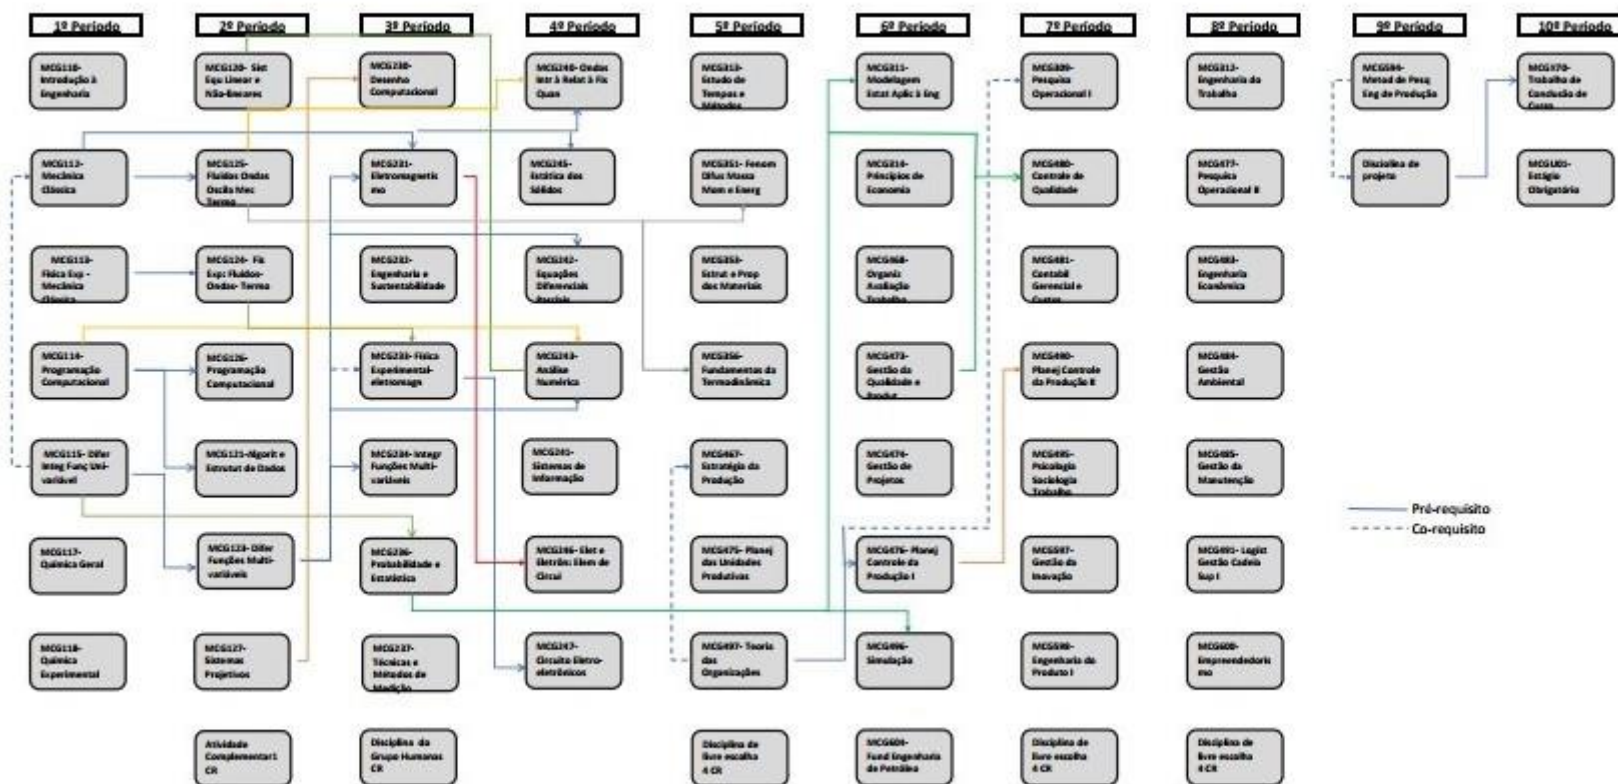 1º Período
2º Período
3º Período
4º Período
5º Período
6º Período
7º Período
8º Período
9º Período
10º Período
MCG110-
Introdução à
Engenharia
MCG120- Sist
Equ Linear e
Não-lineares
MCG230-
Desenho
Computacional
MCG240- Ondas
Intr à Relat à Fis
Quan
MCG313-
Estudo de
Tempos e
Métodos
MCG311-
Modelagem
Estat Aplic à Eng
MCG309-
Pesquisa
Operacional I
MCG312-
Engenharia do
Trabalho
MCG594-
Metod de Pesq
Eng de Produção
MCGX70-
Trabalho de
Conclusão de
Curso
MCG112-
Mecânica
Clássica
MCG125-
Fluidos Ondas
Oscila Mec
Termo
MCG231-
Eletromagnetis
mo
MCG245-
Estática dos
Sólidos
MCG351- Fenom
Difus Massa
Mom e Energ
MCG314-
Princípios de
Economia
MCG480-
Controle de
Qualidade
MCG477-
Pesquisa
Operacional II
Disciplina de
projeto
MCGU01-
Estágio
Obrigatório
MCG113-
Física Exp -
Mecânica
Clássica
MCG124- Fis
Exp: Fluidos-
Ondas- Termo
MCG232-
Engenharia e
Sustentabilidade
MCG242-
Equações
Diferenciais
Parciais
MCG353-
Estrut e Prop
dos Materiais
MCG468-
Organiz
Avaliação
Trabalho
MCG481-
Contabil
Gerencial e
Custos
MCG483-
Engenharia
Econômica
MCG114-
Programação
Computacional
MCG126-
Programação
Computacional
MCG233- Física
Experimental-
eletromagn
MCG243-
Análise
Numérica
MCG356-
Fundamentos da
Termodinâmica
MCG473-
Gestão da
Qualidade e
Produt
MCG490-
Planej Controle
da Produção II
MCG484-
Gestão
Ambiental
MCG115- Difer
Integ Funç Uni-
variável
MCG121-Algorit e
Estrutut de Dados
MCG234- Integr
Funções Multi-
variáveis
MCG241-
Sistemas de
Informação
MCG467-
Estratégia da
Produção
MCG474-
Gestão de
Projetos
MCG495-
Psicologia
Sociologia
Trabalho
MCG485-
Gestão da
Manutenção
Pré-requisito
Co-requisito
MCG117-
Química Geral
MCG123- Difer
Funções Multi-
variáveis
MCG236-
Probabilidade e
Estatística
MCG246- Elet e
Eletrôn: Elem de
Circui
MCG475- Planej
das Unidades
Produtivas
MCG476- Planej
Controle da
Produção I
MCG597-
Gestão da
Inovação
MCG491- Logist
Gestão Cadeia
Sup I
MCG118-
Química
Experimental
MCG127-
Sistemas
Projetivos
MCG237-
Técnicas e
Métodos de
Medição
MCG247-
Circuito Eletro-
eletrônicos
MCG497- Teoria
das
Organizações
MCG496-
Simulação
MCG598-
Engenharia do
Produto I
MCG600-
Empreendedoris
mo
Atividade
Complementar1
CR
Disciplina da
Grupo Humanas
CR
Disciplina de
livre escolha
4 CR
MCG604-
Fund Engenharia
de Petróleo
Disciplina de
livre escolha
4 CR
Disciplina de
livre escolha
4 CR